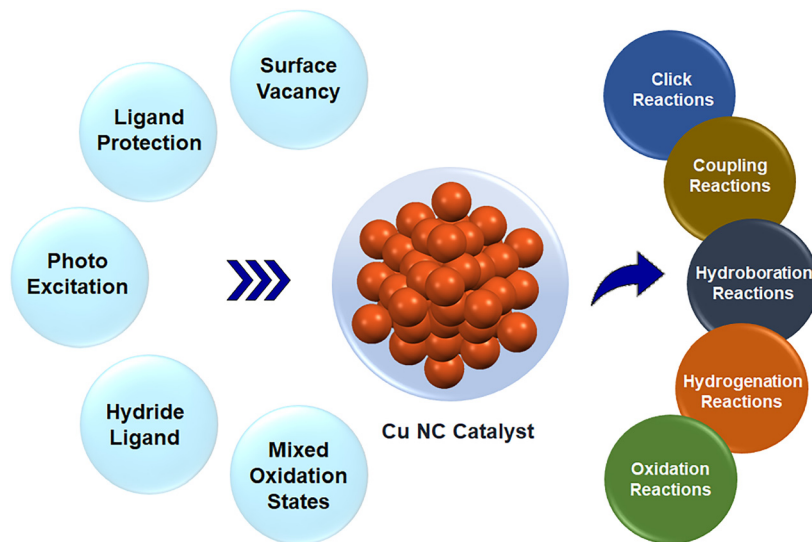 Surface
Vacancy
Ligand
Protection
Photo
Excitation
Hydride
Ligand
Mixed
Oxidation
States
Cu NC Catalyst
Click
Reactions
Coupling
Reactions
Hydroboration
Reactions
Hydrogenation
Reactions
Oxidation
Reactions